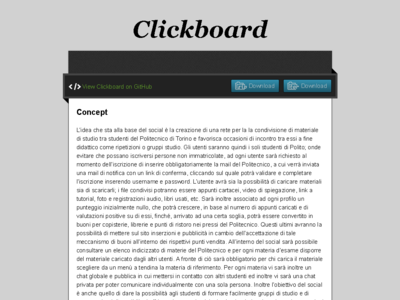 Clickboard
</> View Clickboard on GitHub
Download
Download
Concept
L'idea che sta alla base del social è la creazione di una rete per la la condivisione di materiale
di studio tra studenti del Politecnico di Torino e favorisca occasioni di incontro tra essi a fine
didattico come ripetizioni o gruppi studio. Gli utenti saranno quindi i soli studenti di Polito, onde
evitare che possano iscriversi persone non immatricolate, ad ogni utente sarà richiesto al
momento dell'iscrizione di inserire obbligatoriamente la mail del Politecnico, a cui verrà inviata
una mail di notifica con un link di conferma, cliccando sul quale potrà validare e completare
l'iscrizione inserendo username e password. L'utente avrà sia la possibilità di caricare materiali
sia di scaricarli, i file condivisi potranno essere appunti cartacei, video di spiegazione, link a
tutorial, foto e registrazioni audio, libri usati, etc. Sarà inoltre associato ad ogni profilo un
punteggio inizialmente nullo, che potrà crescere, in base al numero di appunti caricati e di
valutazioni positive su di essi, finché, arrivato ad una certa soglia, potrà essere convertito in
buoni per copisterie, librerie e punti di ristoro nei pressi del Politecnico. Questi ultimi avranno la
possibilità di mettere sul sito inserzioni e pubblicità in cambio dell'accettazione di tale
meccanismo di buoni all'interno dei rispettivi punti vendita. All'interno del social sarà possibile
consultare un elenco indicizzato di materie del Politecnico e per ogni materia d'esame disporre
del materiale caricato dagli altri utenti. A fronte di ciò sarà obbligatorio per chi carica il materiale
scegliere da un menù a tendina la materia di riferimento. Per ogni materia vi sarà inoltre un
chat globale e pubblica per mettersi in contatto con altri studenti ed inoltre vi sarà una chat
privata per poter comunicare individualmente con una sola persona. Inoltre l'obiettivo del social
è anche quello di dare la possibilità agli studenti di formare facilmente gruppi di studio e di